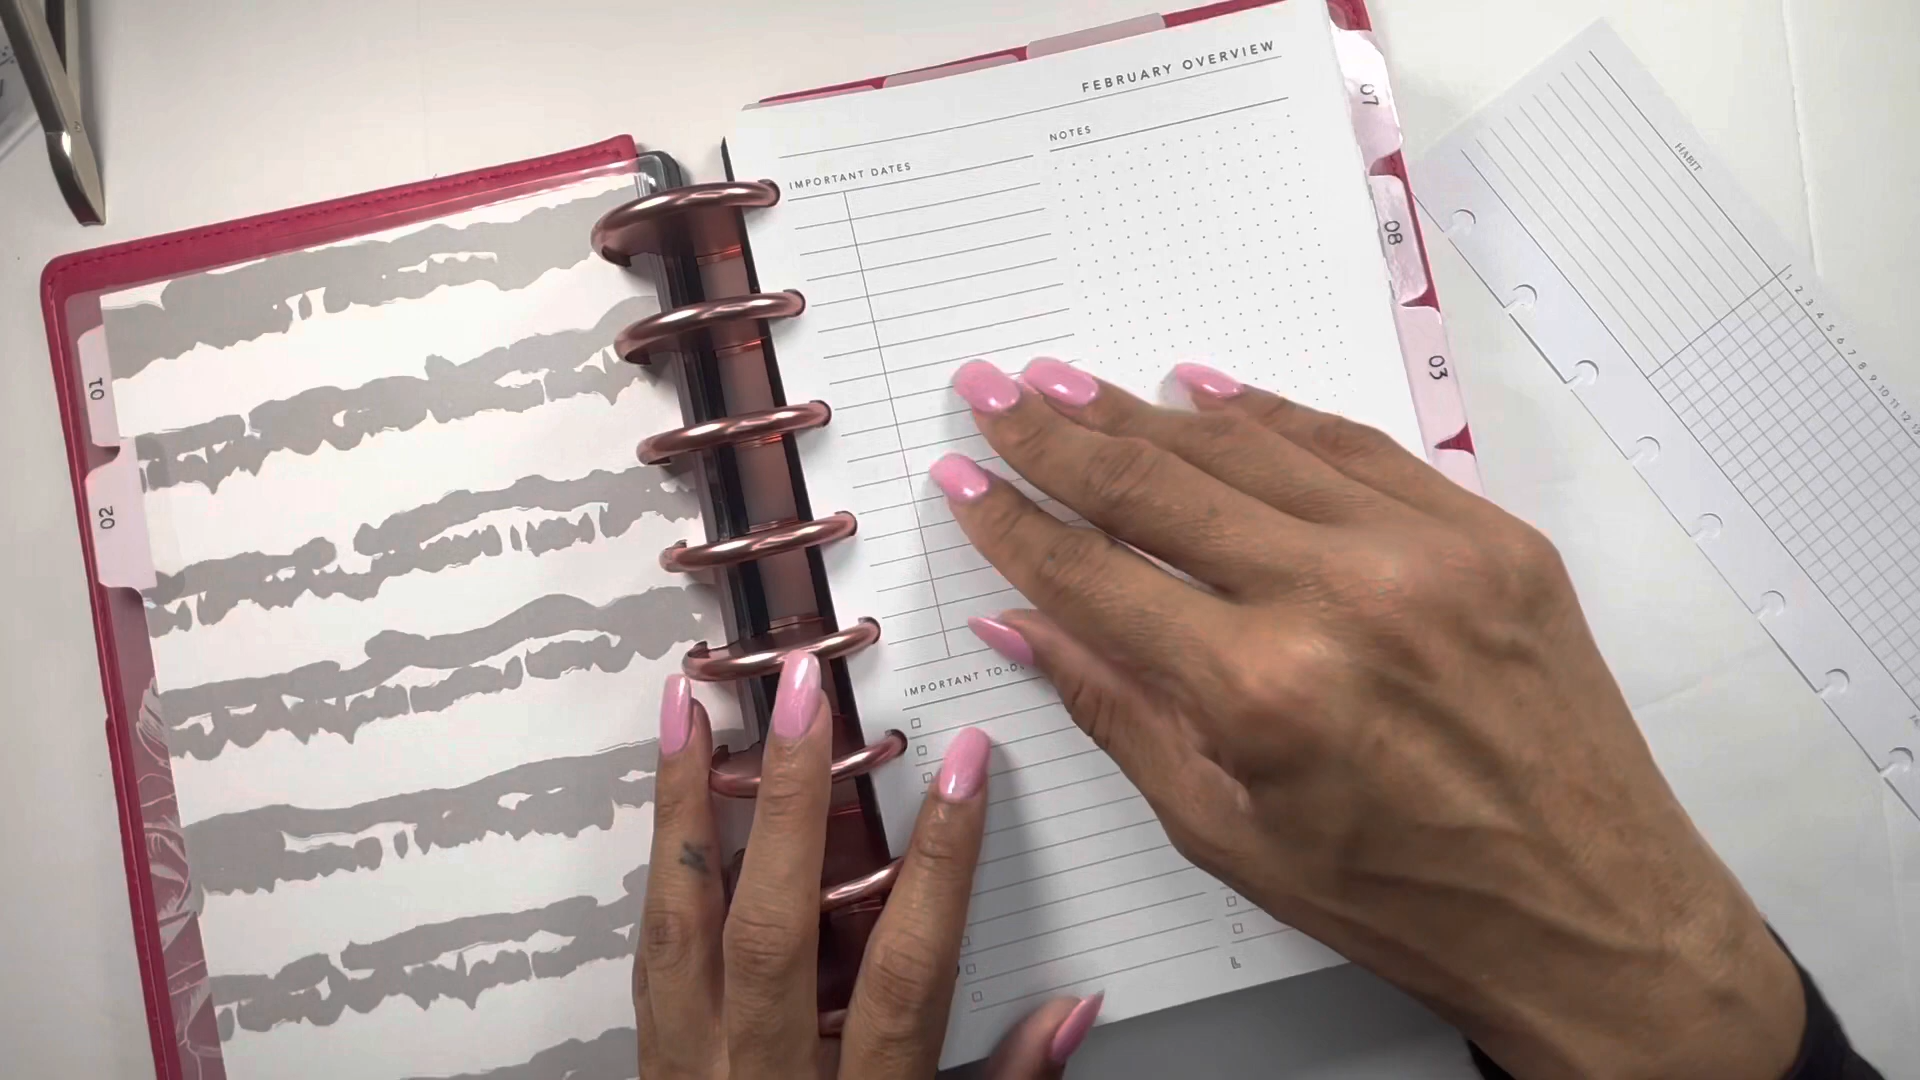 FEBRUARY OVERVIEW
IMPORTANT DATES
NOTES
IMPORTANT
01
02
07
08
03
HABIT
1 2 3 4 5 6 7 8 9 10 11 12